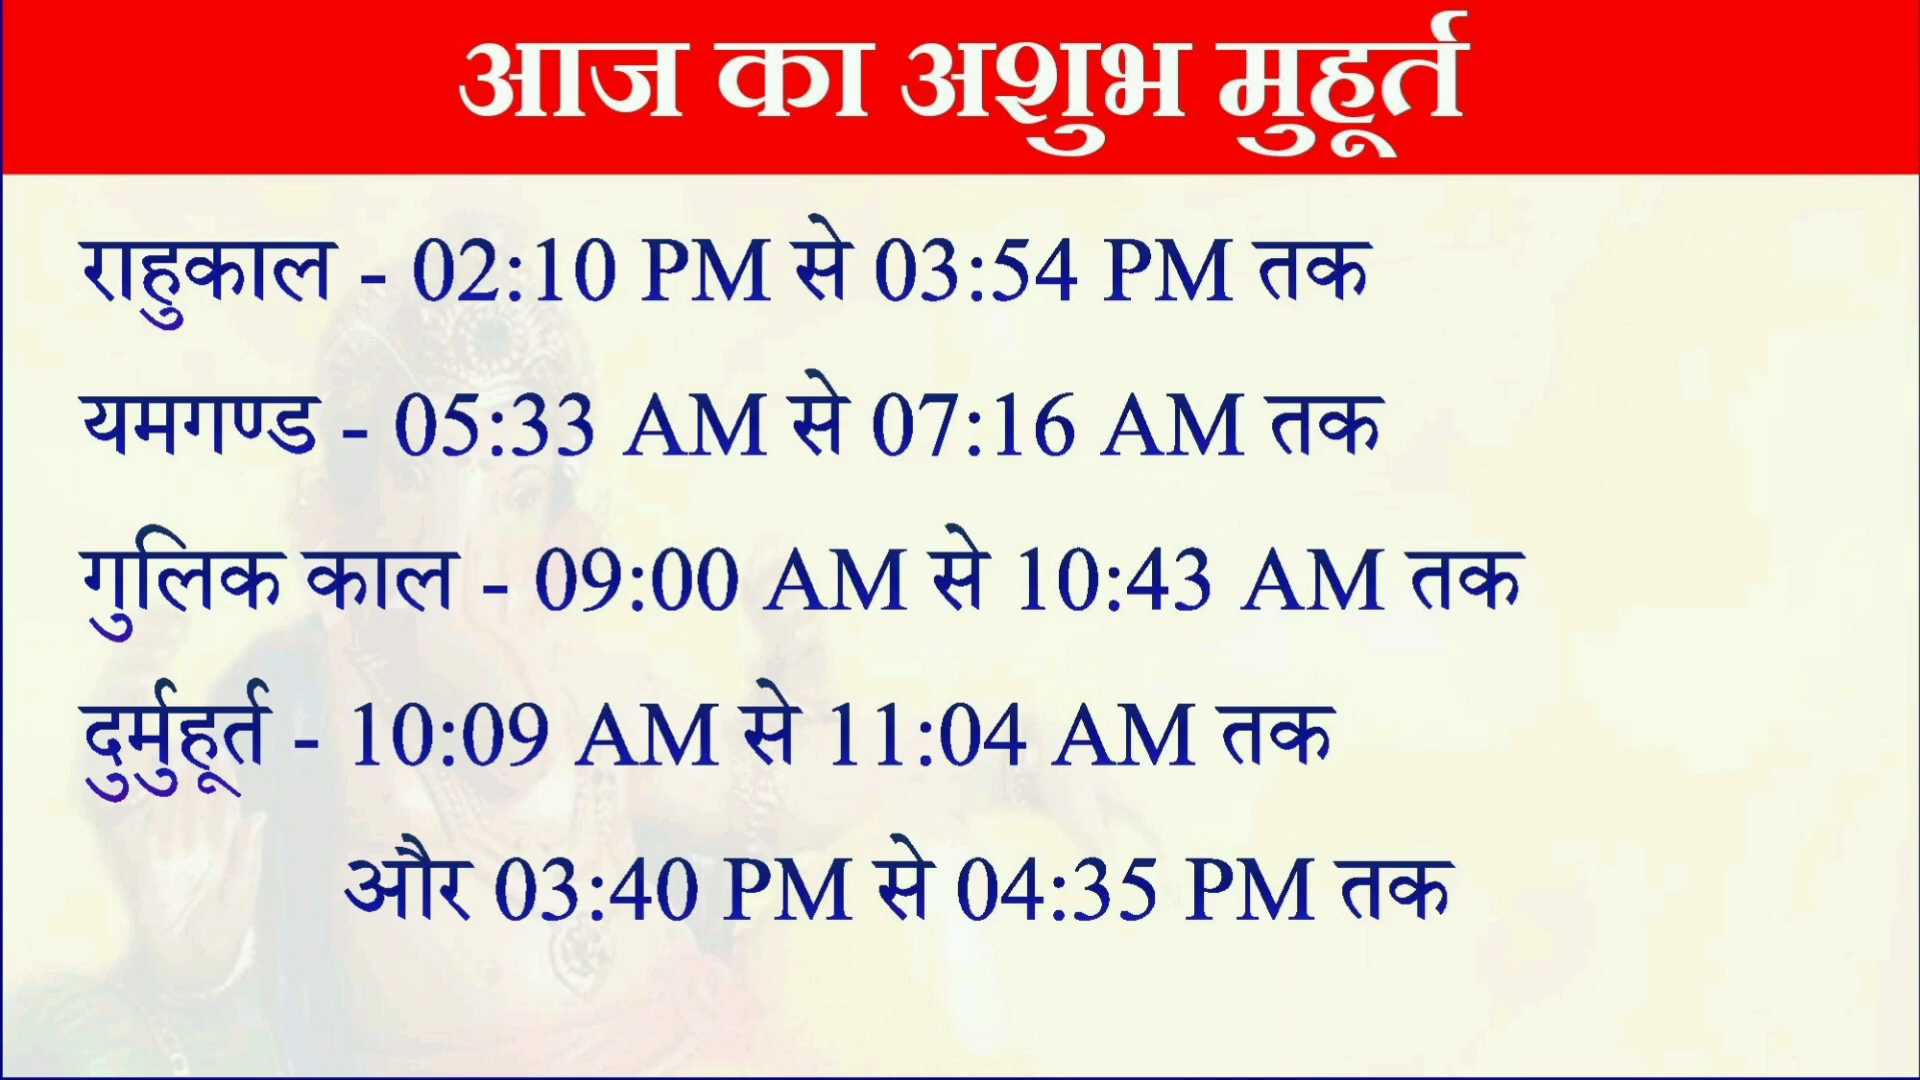 आज का अशुभ मुहूर्त
राहुकाल - 02:10 PM से 03:54 PM तक
यमगण्ड - 05:33 AM से 07:16 AM तक
गुलिक काल - 09:00 AM से 10:43 AM तक
दुर्मुहूर्त - 10:09 AM से 11:04 AM तक
और 03:40 PM से 04:35 PM तक